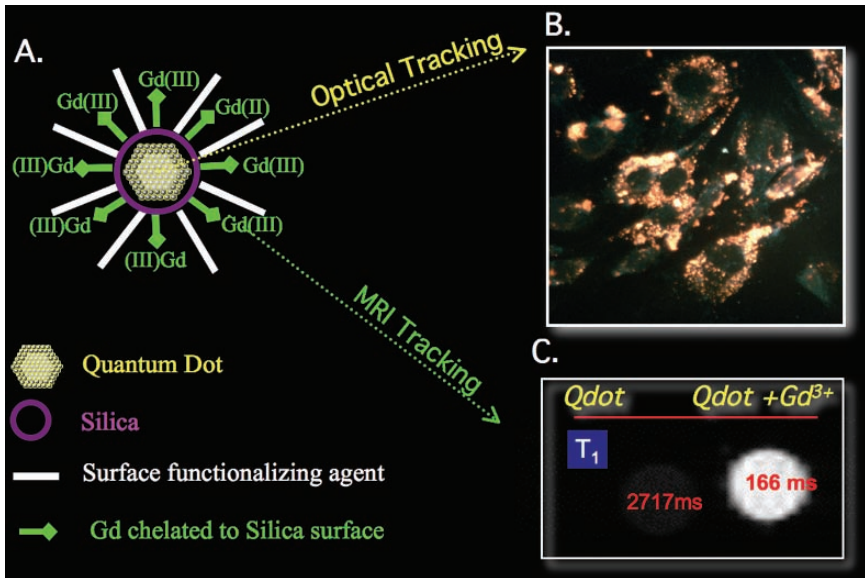 A.
Gd(III)
Gd(III)
Gd(II)
(III)Gd
Gd(III)
(III)Gd
Gd(III)
(III)Gd
Optical Tracking
MRI Tracking
Quantum Dot
Silica
Surface functionalizing agent
Gd chelated to Silica surface
B.
C.
Qdot
Qdot +Gd³⁺
T₁
2717ms
166 ms